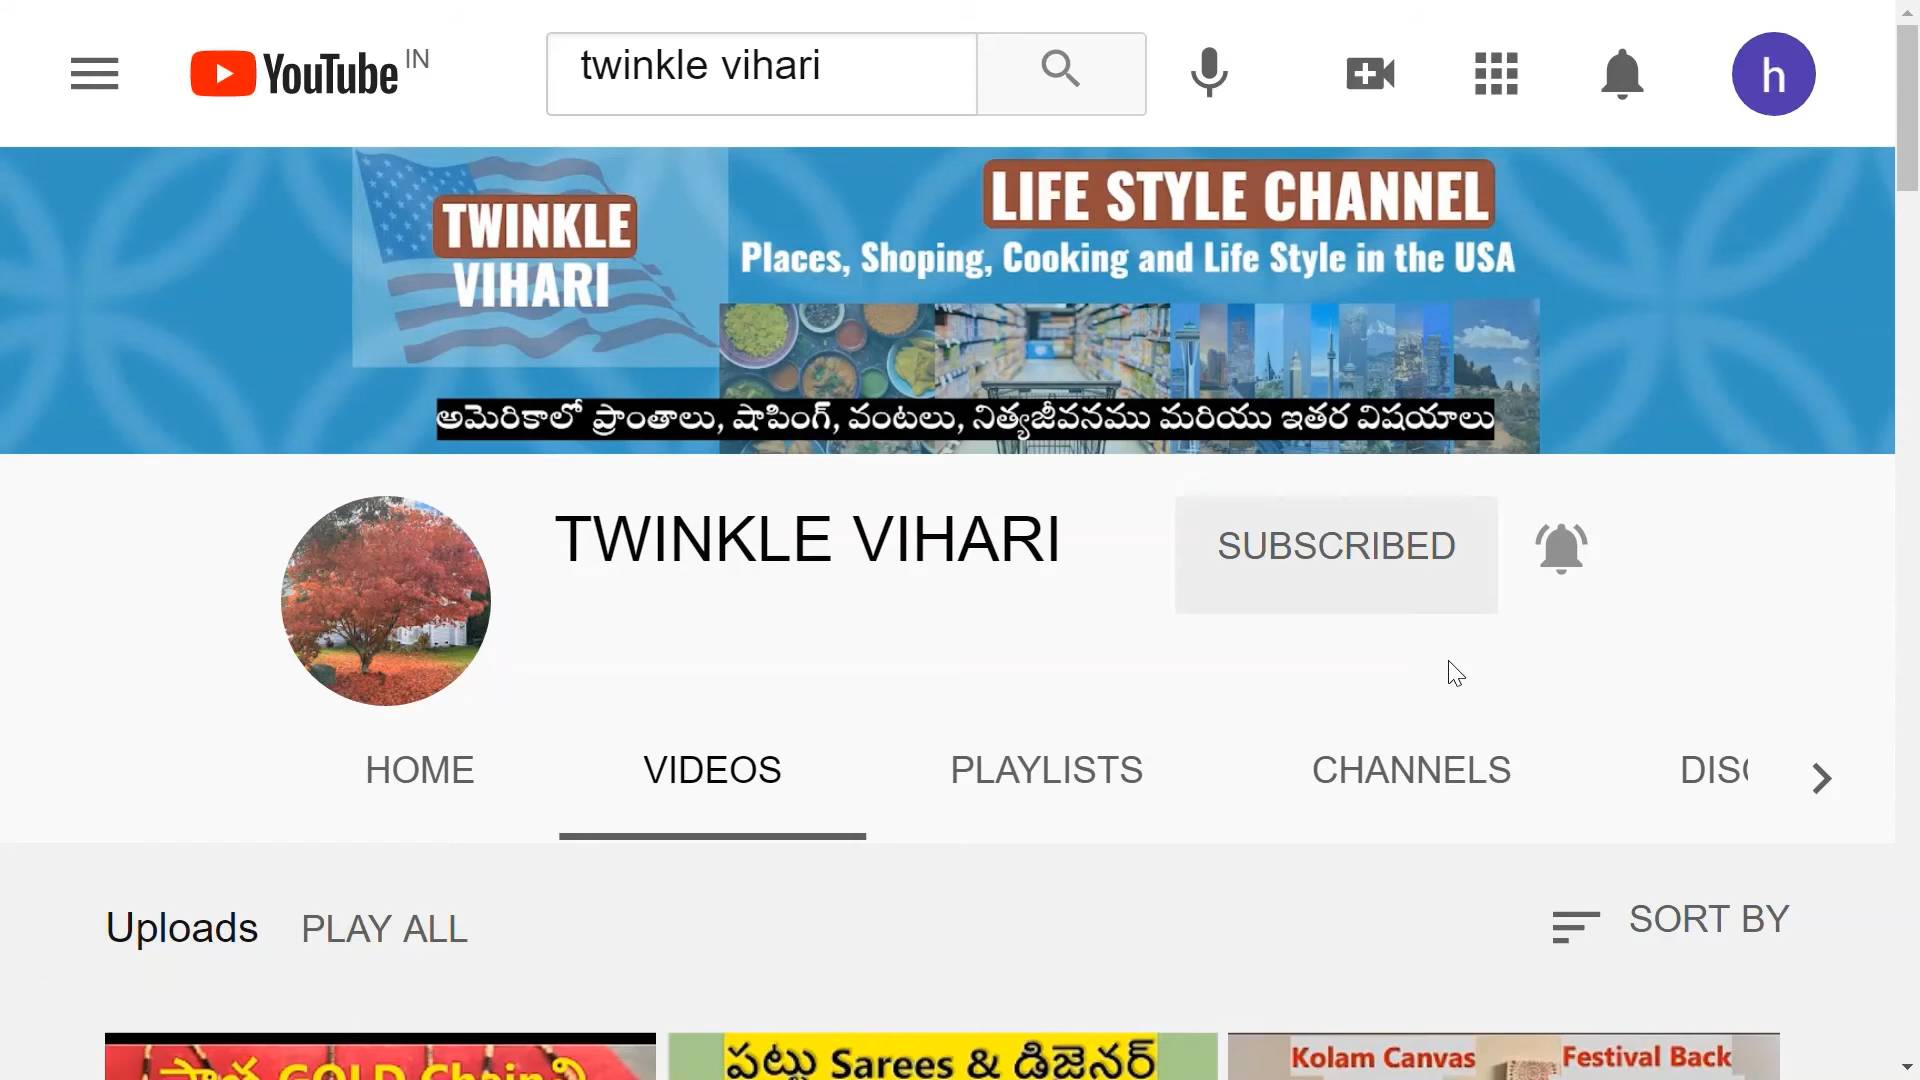 YouTube IN
twinkle vihari
h
TWINKLE
VIHARI
LIFE STYLE CHANNEL
Places, Shoping, Cooking and Life Style in the USA
అమెరికాలో ప్రాంతాలు, షాపింగ్, వంటలు, నిత్యజీవనము మరియు ఇతర విషయాలు
TWINKLE VIHARI
SUBSCRIBED
HOME VIDEOS PLAYLISTS CHANNELS
Uploads PLAY ALL
SORT BY
GOLD Chain
పట్టు Sarees & డిజైనర్
Kolam Canvas
Festival Back